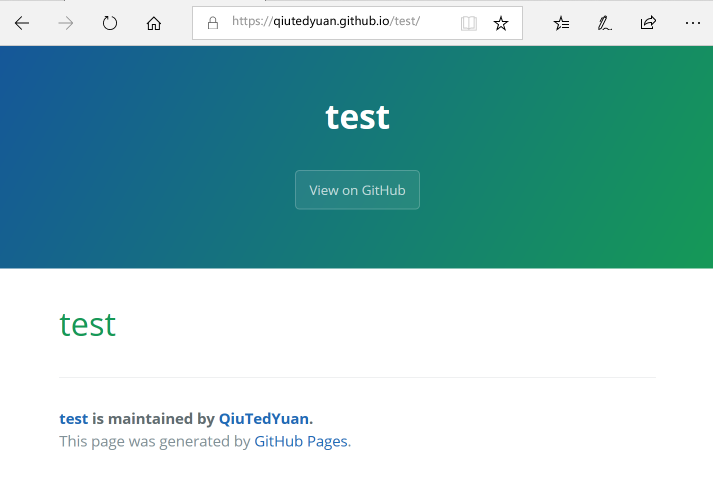 https://qiutedyuan.github.io/test/
test
View on GitHub
test
test is maintained by QiuTedYuan.
This page was generated by GitHub Pages.